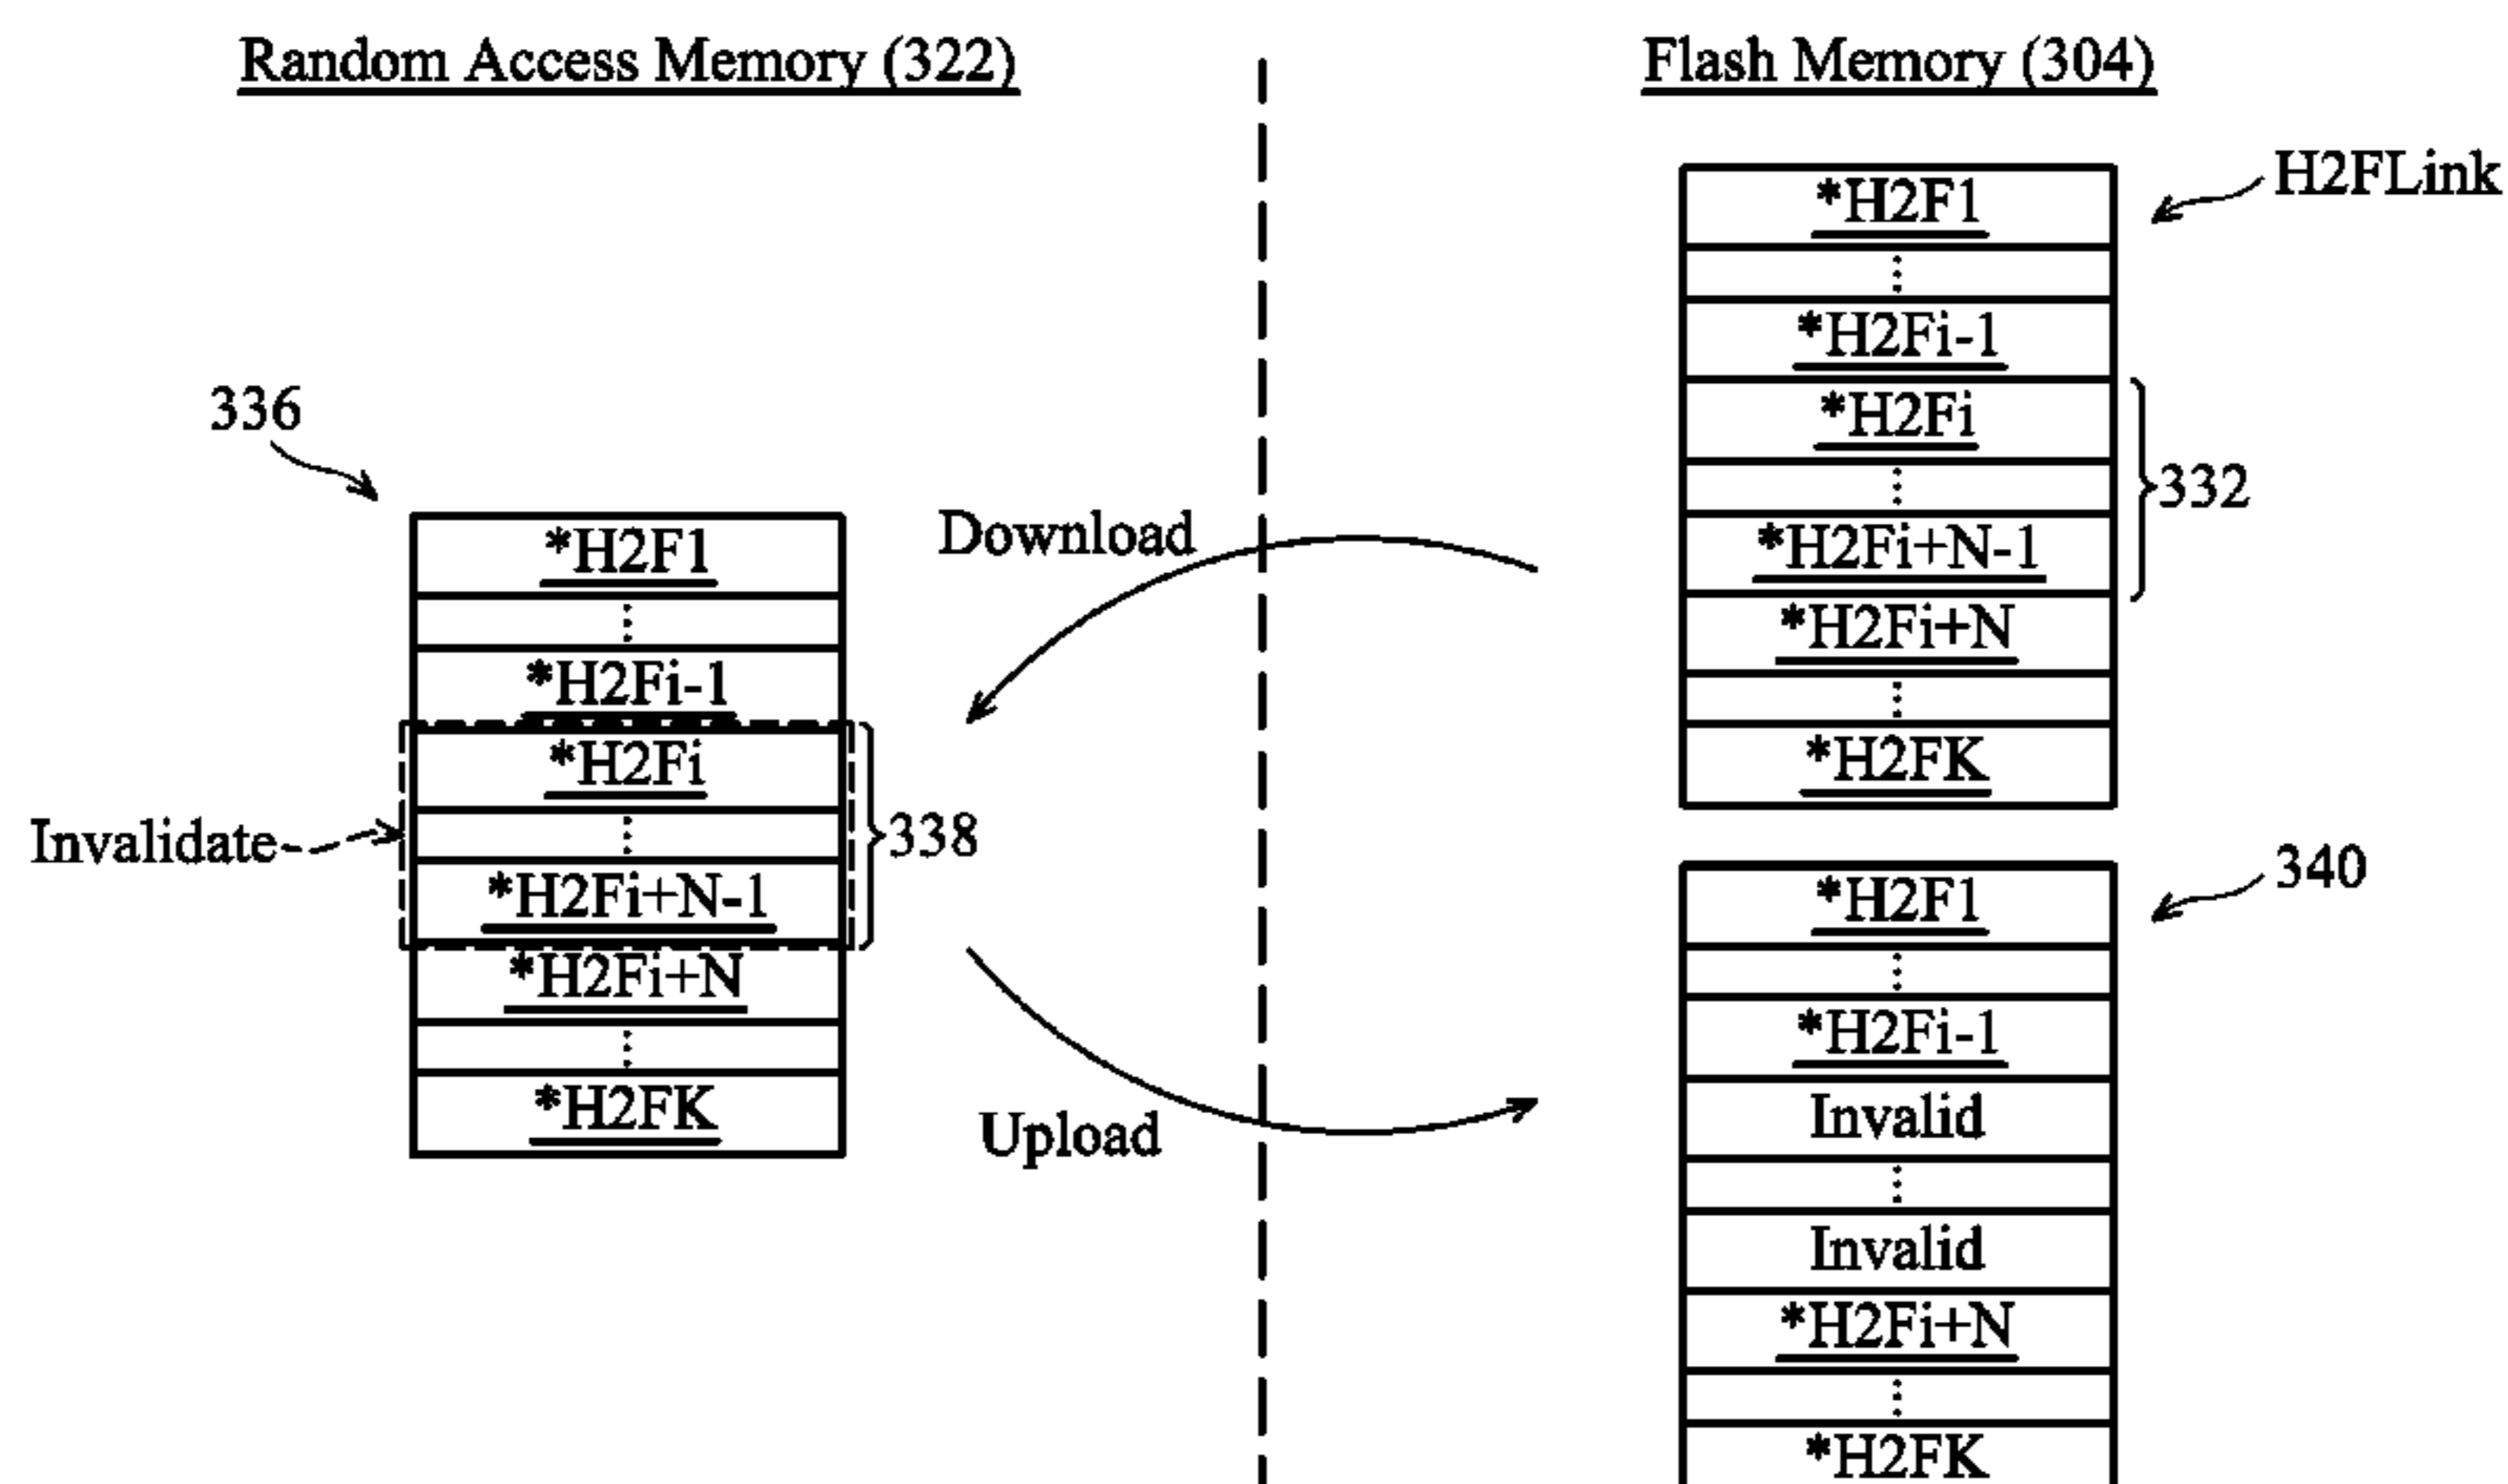 Random Access Memory (322)
336
*H2F1
⋮
*H2Fi-1
*H2Fi
⋮
*H2Fi+N-1
*H2Fi+N
⋮
*H2FK
Invalidate
338
Download
Upload
Flash Memory (304)
H2FLink
*H2F1
⋮
*H2Fi-1
*H2Fi
⋮
*H2Fi+N-1
*H2Fi+N
⋮
*H2FK
332
340
*H2F1
⋮
*H2Fi-1
Invalid
⋮
Invalid
*H2Fi+N
⋮
*H2FK